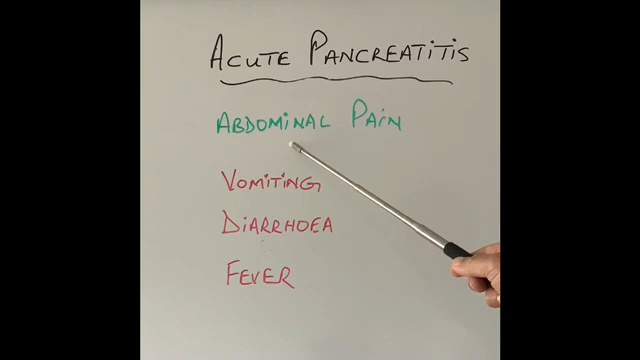 Acute Pancreatitis
Abdominal Pain
Vomiting
Diarrhoea
Fever